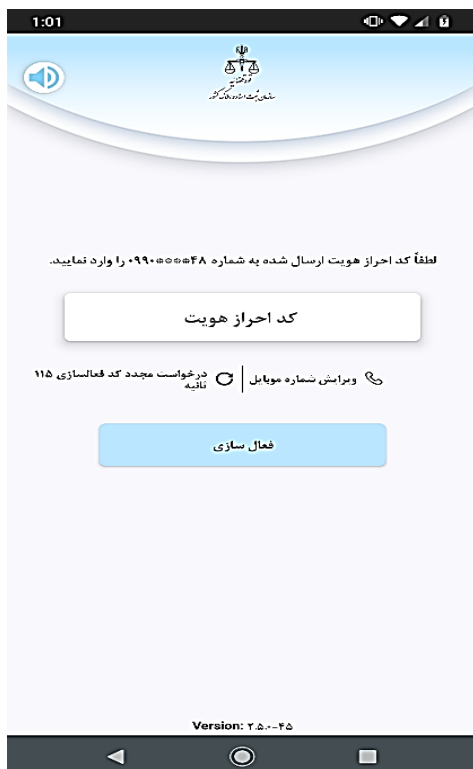 1:01
قوه قضاییه
سازمان ثبت اسناد و املاک کشور
لطفاً کد احراز هویت ارسال شده به شماره ۰۹۹۰****۴۸ را وارد نمایید.
کد احراز هویت
ویرایش شماره موبایل
درخواست مجدد کد فعالسازی ۱۱۵
ثانیه
فعال سازی
Version: ۲.۵.۰-۴۵